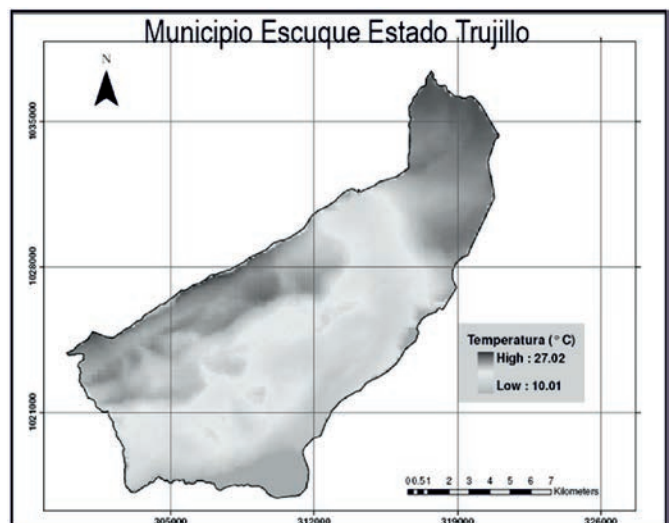 Municipio Escuque Estado Trujillo
N
1035000
1028000
1021000
Temperatura (°C)
High : 27.02
Low : 10.01
0 0.5 1 2 3 4 5 6 7
Kilometers
305000 312000 319000 326000